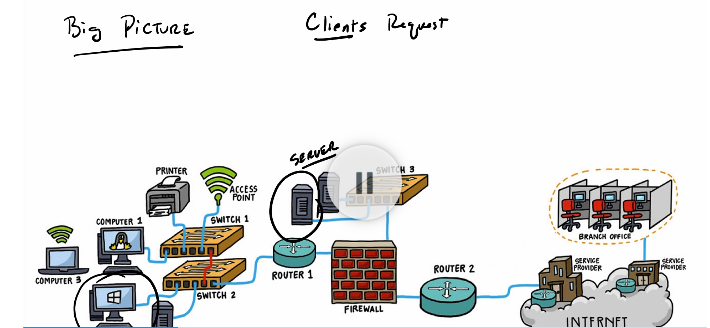 Big Picture
Clients Request
SERVER
PRINTER
ACCESS
POINT
SWITCH 3
COMPUTER 1
SWITCH 1
BRANCH OFFICE
COMPUTER 3
SWITCH 2
ROUTER 1
FIREWALL
ROUTER 2
SERVICE
PROVIDER
SERVICE
PROVIDER
INTERNET